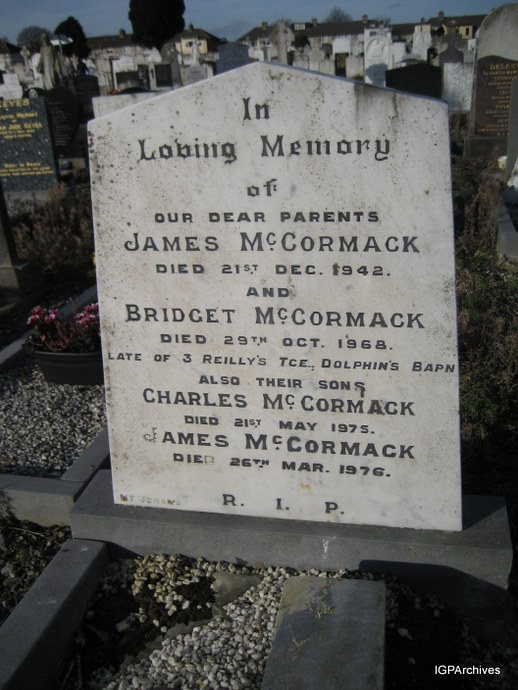 In
Loving Memory
of
OUR DEAR PARENTS
JAMES McCORMACK
DIED 21ST DEC. 1942.
AND
BRIDGET McCORMACK
DIED 29TH OCT. 1968.
LATE OF 3 REILLY'S TCE., DOLPHIN'S BARN
ALSO THEIR SONS
CHARLES McCORMACK
DIED 21ST MAY 1975.
JAMES McCORMACK
DIED 26TH MAR. 1976.
R. I. P.
MT JEROME
IGPArchives